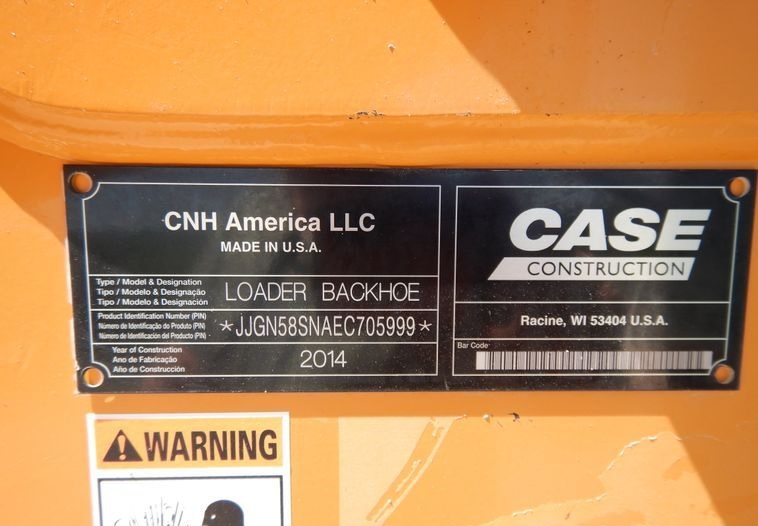 CNH America LLC
MADE IN U.S.A.
Type / Model & Designation
Tipo / Modelo & Designação
Tipo / Modelo & Designación
LOADER BACKHOE
Product Identification Number (PIN)
Número de Identificação do Produto (PIN)
Número de Identificación del Producto (PIN)
*JJGN58SNAEC705999*
Year of Construction
Ano de Fabricação
Año de Construcción
2014
CASE
CONSTRUCTION
Racine, WI 53404 U.S.A.
Bar Code
WARNING